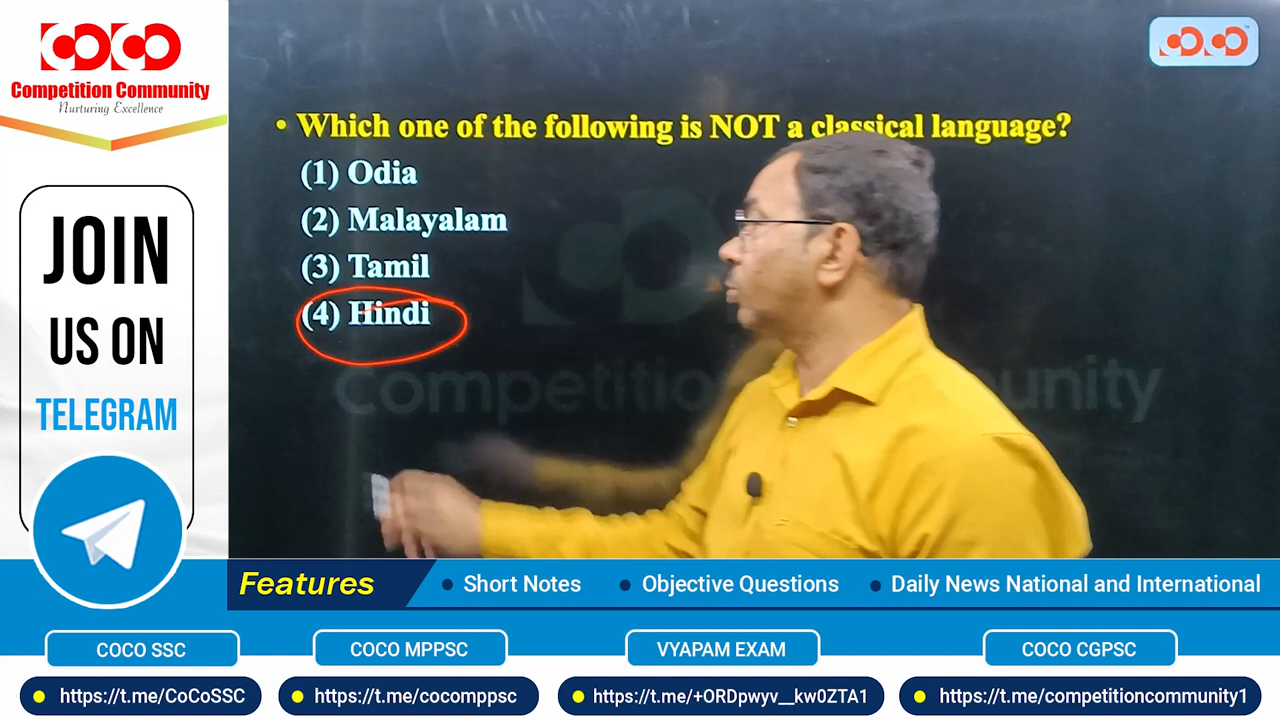 COCO
Competition Community
Nurturing Excellence
COCO
JOIN
US ON
TELEGRAM
• Which one of the following is NOT a classical language?
(1) Odia
(2) Malayalam
(3) Tamil
(4) Hindi
Features
• Short Notes
• Objective Questions
• Daily News National and International
COCO SSC
COCO MPPSC
VYAPAM EXAM
COCO CGPSC
https://t.me/CoCoSSC
https://t.me/cocomppsc
https://t.me/+ORDpwyv__kw0ZTA1
https://t.me/competitioncommunity1